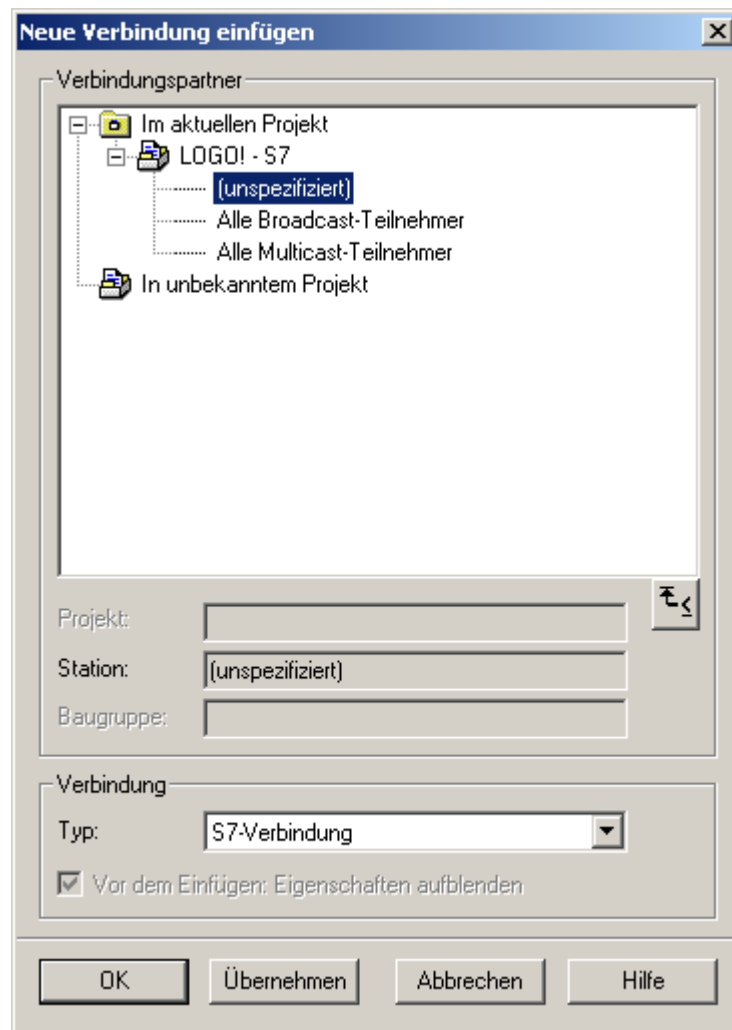 Neue Verbindung einfügen
Verbindungspartner
Im aktuellen Projekt
LOGO! - S7
(unspezifiziert)
Alle Broadcast-Teilnehmer
Alle Multicast-Teilnehmer
In unbekanntem Projekt
Projekt:
Station: (unspezifiziert)
Baugruppe:
Verbindung
Typ: S7-Verbindung
Vor dem Einfügen: Eigenschaften aufblenden
OK Übernehmen Abbrechen Hilfe